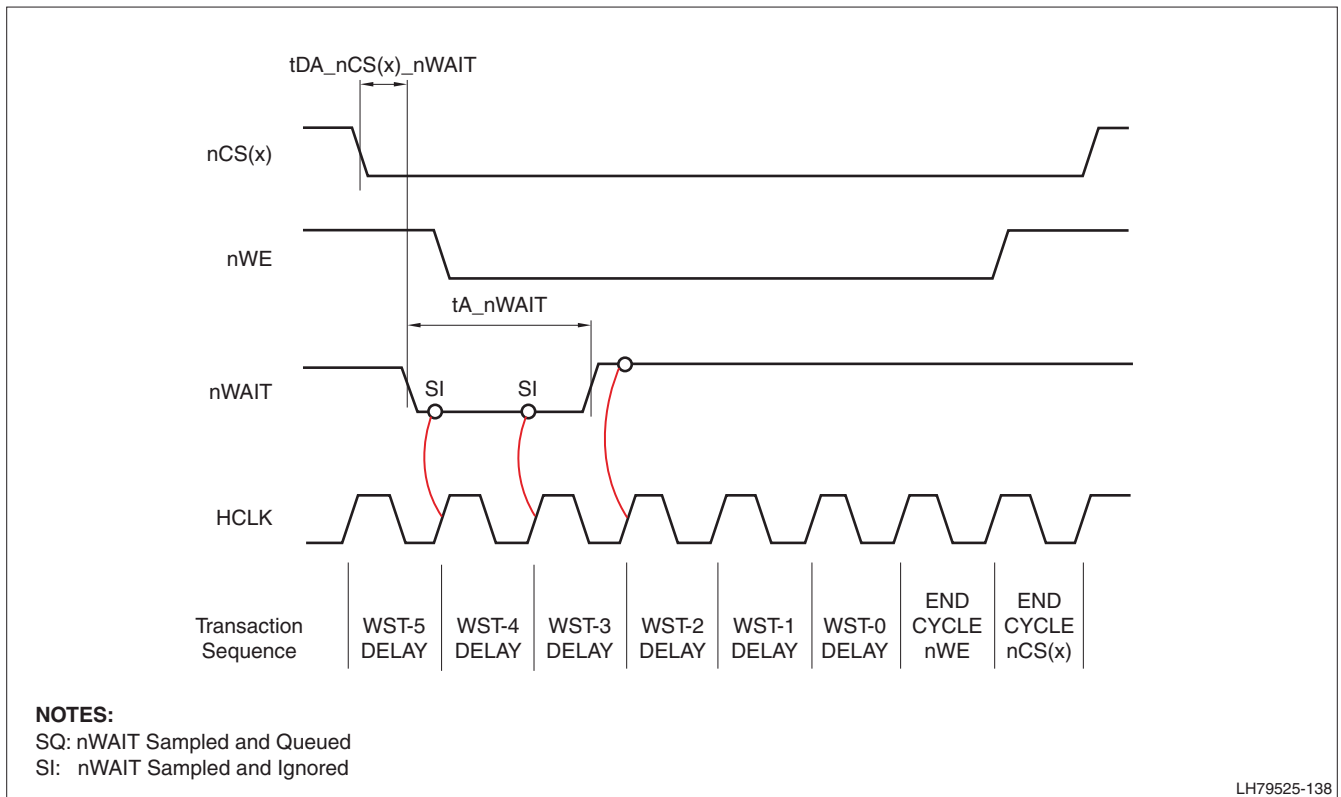 tDA_nCS(x)_nWAIT
nCS(x)
nWE
tA_nWAIT
nWAIT
SI
SI
HCLK
Transaction
Sequence
WST-5
DELAY
WST-4
DELAY
WST-3
DELAY
WST-2
DELAY
WST-1
DELAY
WST-0
DELAY
END
CYCLE
nWE
END
CYCLE
nCS(x)
NOTES:
SQ: nWAIT Sampled and Queued
SI: nWAIT Sampled and Ignored
LH79525-138